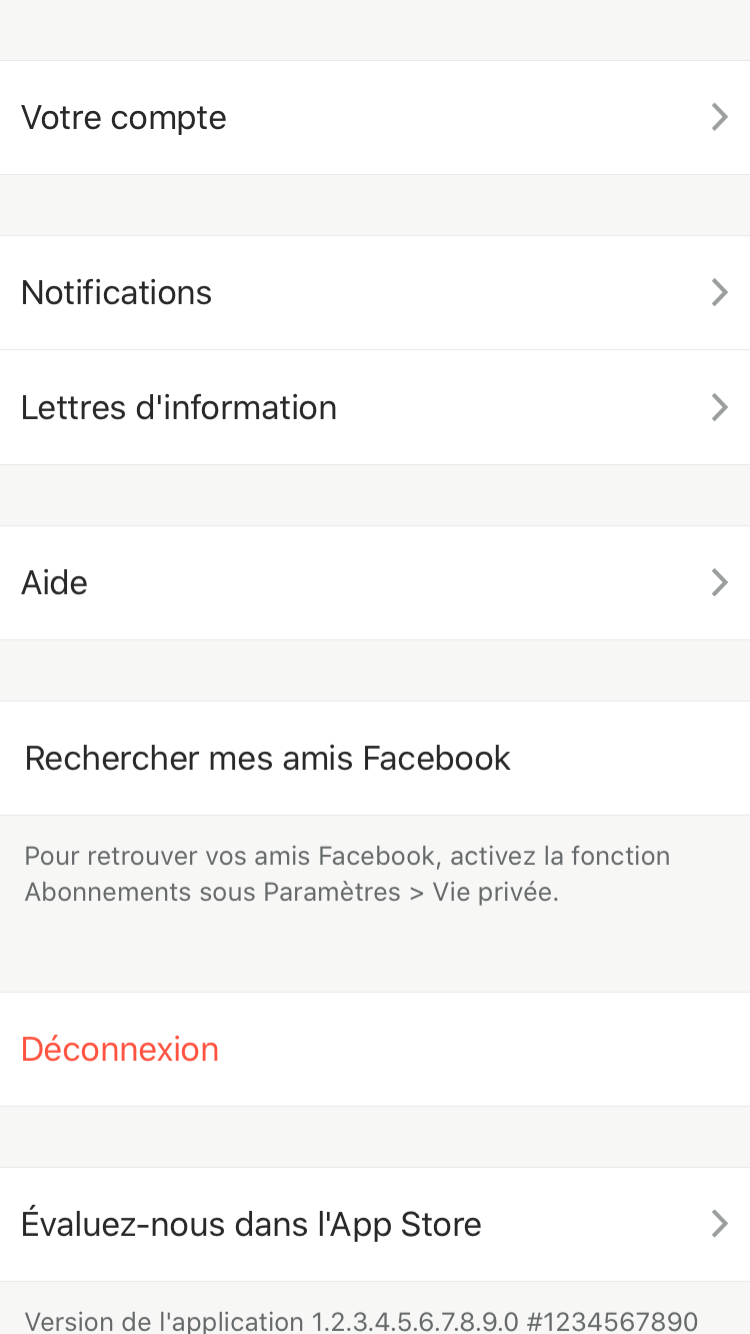 Votre compte
Notifications
Lettres d'information
Aide
Rechercher mes amis Facebook
Pour retrouver vos amis Facebook, activez la fonction
Abonnements sous Paramètres > Vie privée.
Déconnexion
Évaluez-nous dans l'App Store
Version de l'application 1.2.3.4.5.6.7.8.9.0 #1234567890